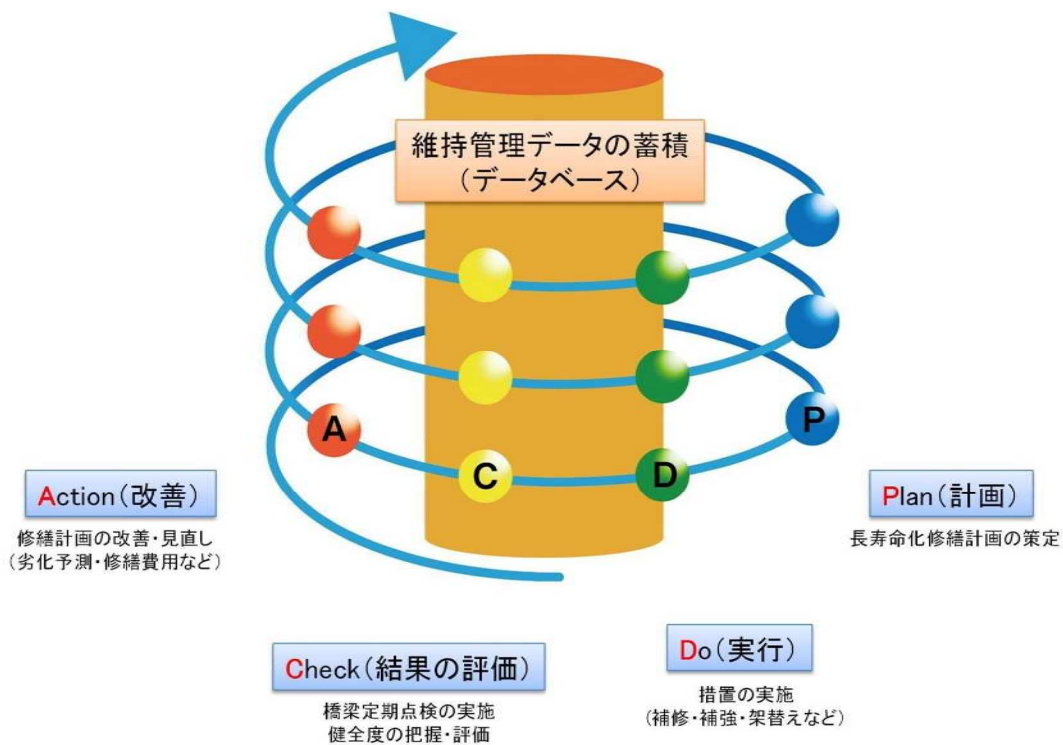 維持管理データの蓄積
(データベース)
A
C
D
P
Action(改善)
修繕計画の改善・見直し
(劣化予測・修繕費用など)
Plan(計画)
長寿命化修繕計画の策定
Check(結果の評価)
橋梁定期点検の実施
健全度の把握・評価
Do(実行)
措置の実施
(補修・補強・架替えなど)